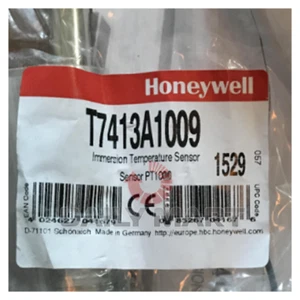 Honeywell
T7413A1009
Immersion Temperature Sensor
Sensor PT1000
1529
057
EAN Code
UPC Code
D-71101 Schönaich Made in Germany http://europe.hbc.honeywell.com